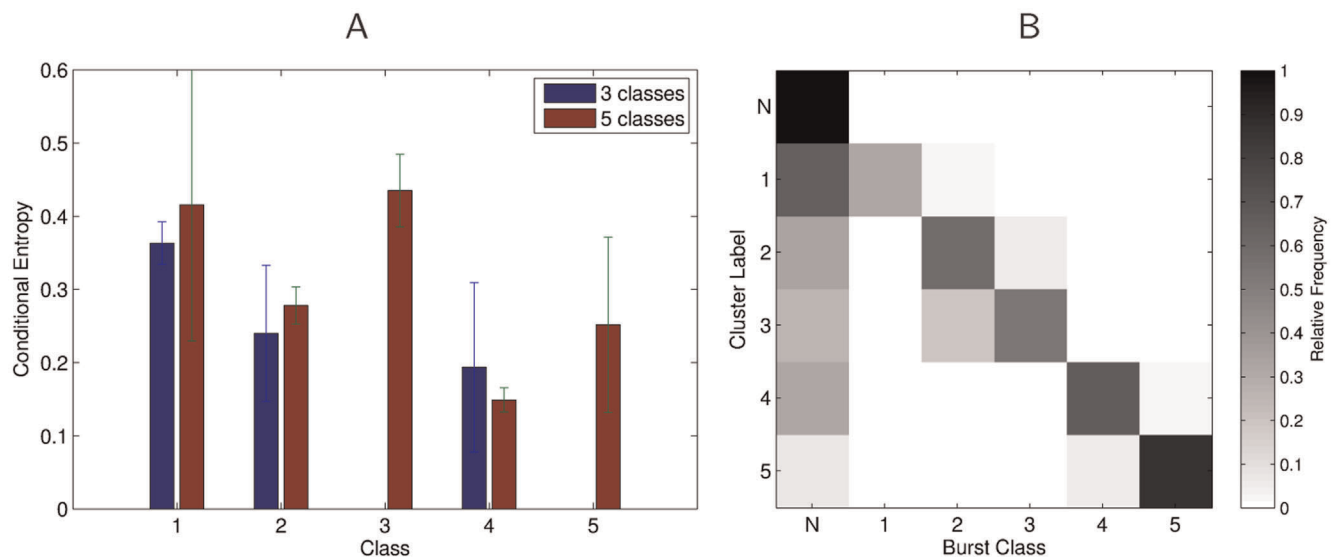 A
0.6
0.5
0.4
0.3
0.2
0.1
0
Conditional Entropy
3 classes
5 classes
1 2 3 4 5
Class
B
N
1
2
3
4
5
Cluster Label
N 1 2 3 4 5
Burst Class
1
0.9
0.8
0.7
0.6
0.5
0.4
0.3
0.2
0.1
0
Relative Frequency